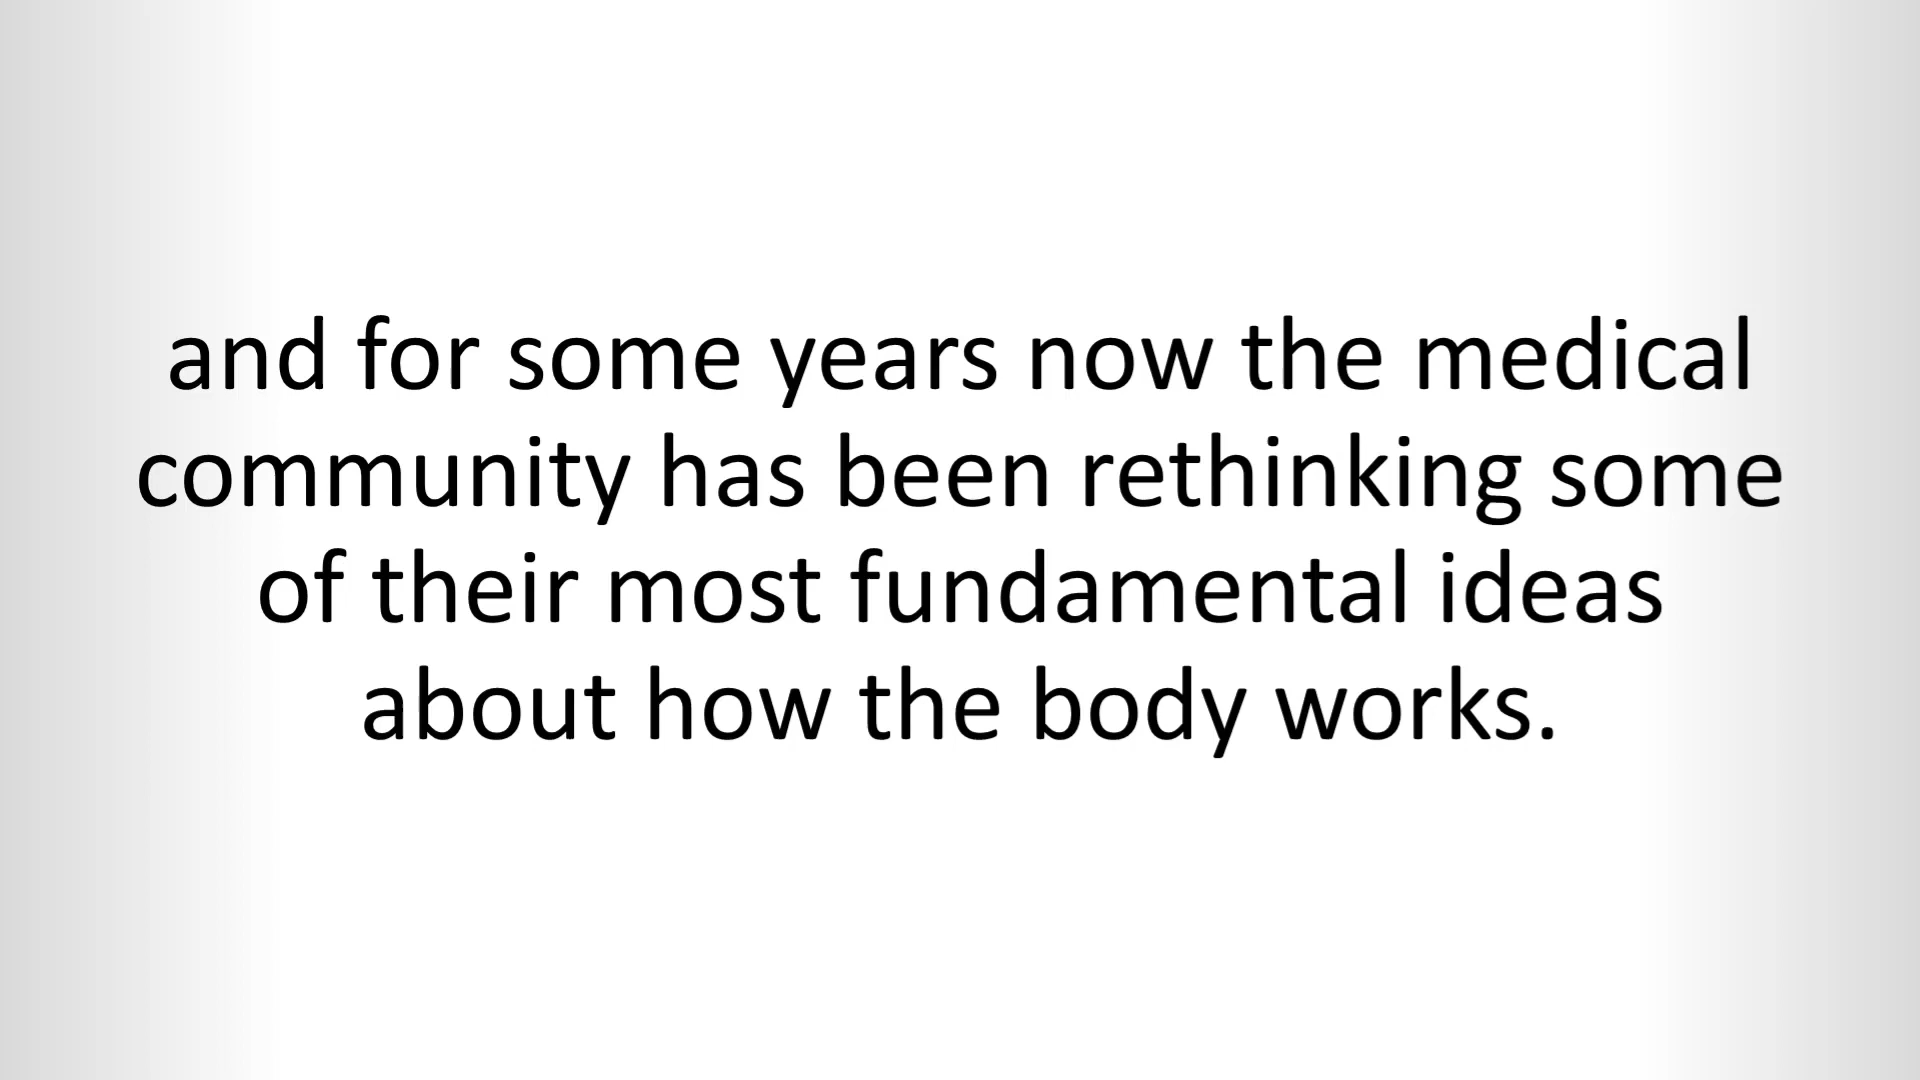 and for some years now the medical
community has been rethinking some
of their most fundamental ideas
about how the body works.